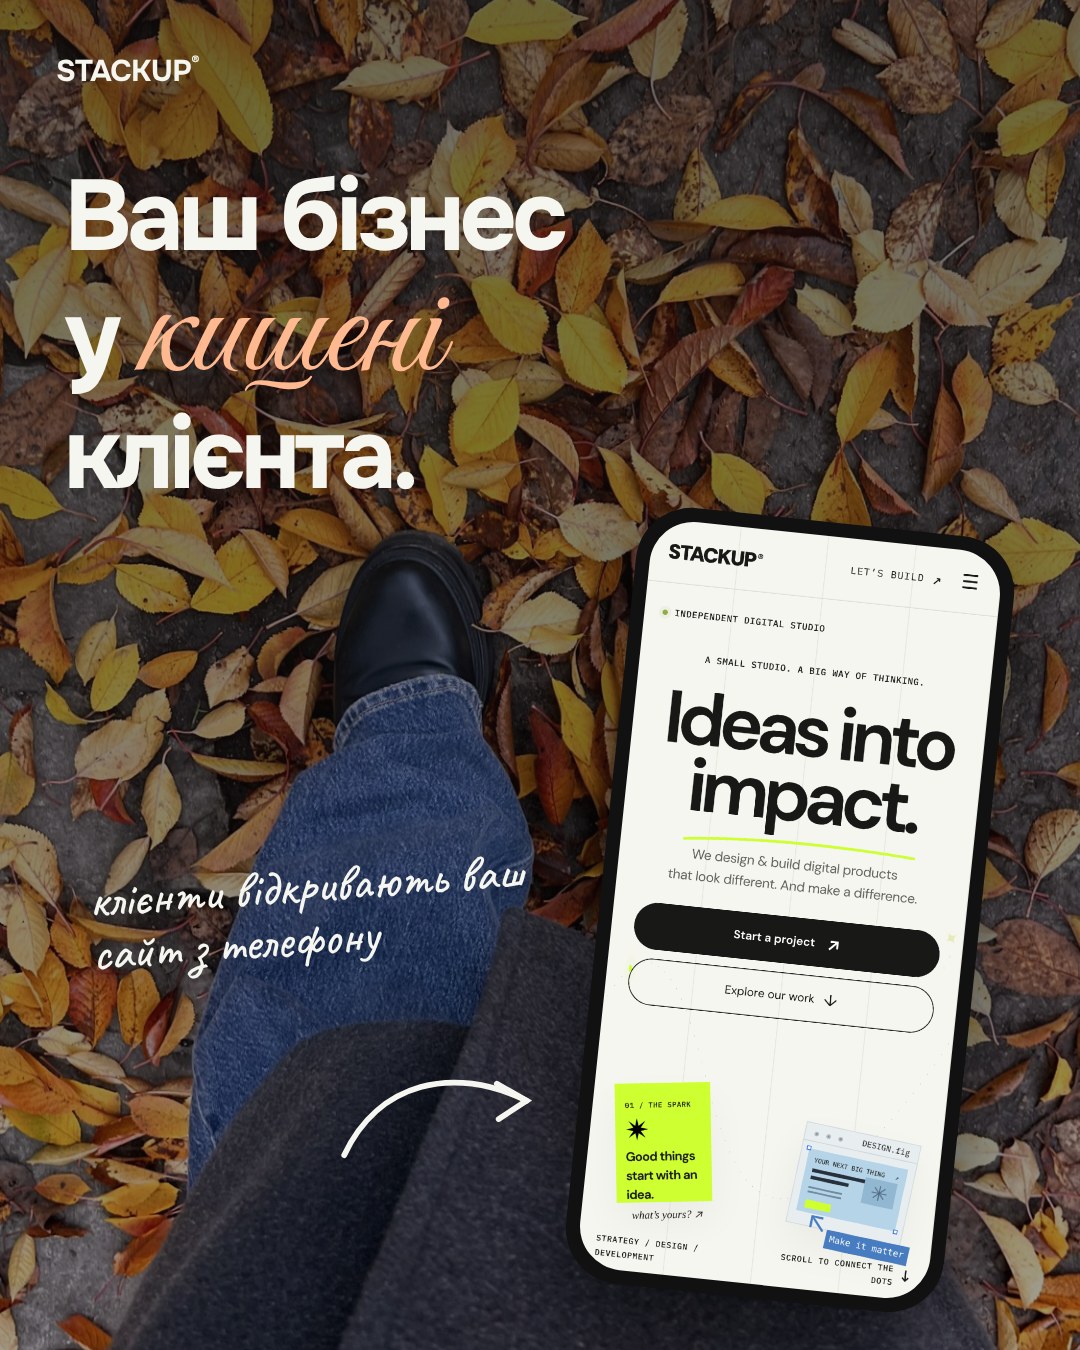 STACKUP®
Ваш бізнес
у кишені
клієнта.
клієнти відкривають ваш
сайт з телефону
STACKUP®
LET'S BUILD ↗
INDEPENDENT DIGITAL STUDIO
A SMALL STUDIO. A BIG WAY OF THINKING.
Ideas into
impact.
We design & build digital products
that look different. And make a difference.
Start a project ↗
Explore our work ↓
01 / THE SPARK
Good things
start with an
idea.
what's yours? ↗
DESIGN.fig
YOUR NEXT BIG THING
Make it matter
STRATEGY / DESIGN /
DEVELOPMENT
SCROLL TO CONNECT THE
DOTS ↓